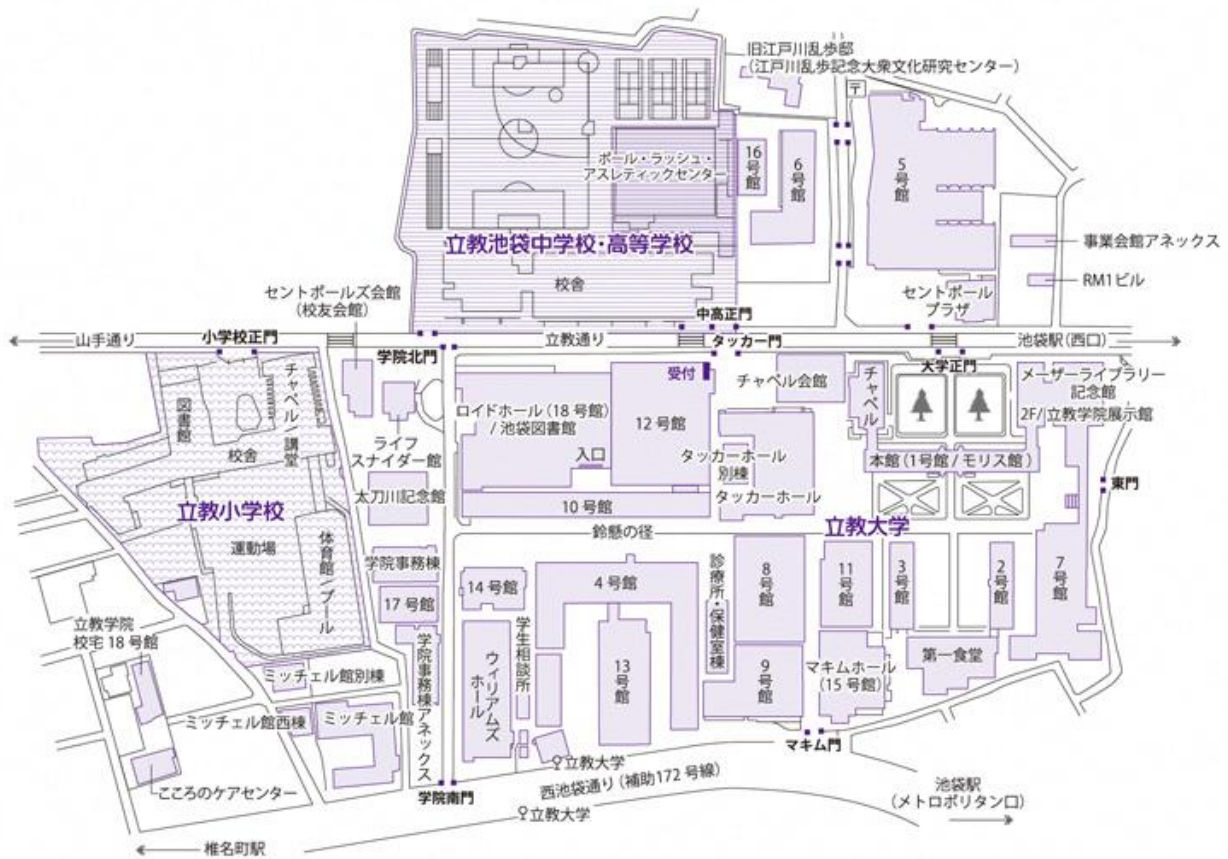 旧江戸川乱歩邸
(江戸川乱歩記念大衆文化研究センター)
〒
ポール・ラッシュ・
アスレティックセンター
16号館
6号館
5号館
立教池袋中学校・高等学校
事業会館アネックス
校舎
RM1ビル
セントポールズ会館
(校友会館)
セントポール
プラザ
中高正門
山手通り
小学校正門
学院北門
立教通り
タッカー門
池袋駅(西口)
大学正門
受付
チャペル会館
チャペル
メーザーライブラリー
記念館
2F/立教学院展示館
図書館
チャペル/講堂
校舎
ロイドホール(18号館)
/池袋図書館
12号館
入口
ライフ
スナイダー館
タッカーホール
別棟
本館(1号館/モリス館)
太刀川記念館
タッカーホール
東門
立教小学校
10号館
立教大学
鈴懸の径
運動場
体育館/プール
学院事務棟
14号館
4号館
診療所・保健室棟
8号館
11号館
3号館
2号館
7号館
17号館
立教学院
校宅18号館
学院事務棟アネックス
ウィリアムズ
ホール
学生相談所
13号館
9号館
マキムホール
(15号館)
第一食堂
ミッチェル館別棟
ミッチェル館西棟
ミッチェル館
マキム門
立教大学
こころのケアセンター
学院南門
西池袋通り(補助172号線)
池袋駅
(メトロポリタン口)
立教大学
椎名町駅